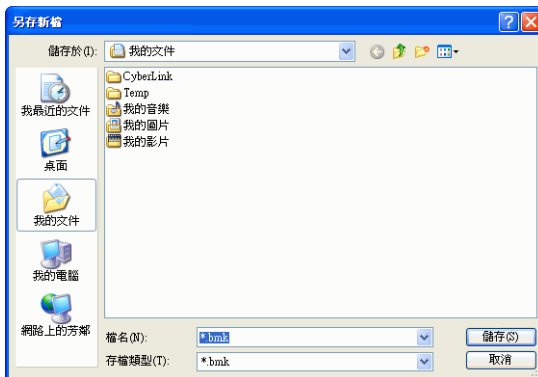 另存新檔
儲存於(I): 我的文件
CyberLink
Temp
我的音樂
我的圖片
我的影片
我最近的文件
桌面
我的文件
我的電腦
網路上的芳鄰
檔名(N): *.bmk 儲存(S)
存檔類型(T): *.bmk 取消